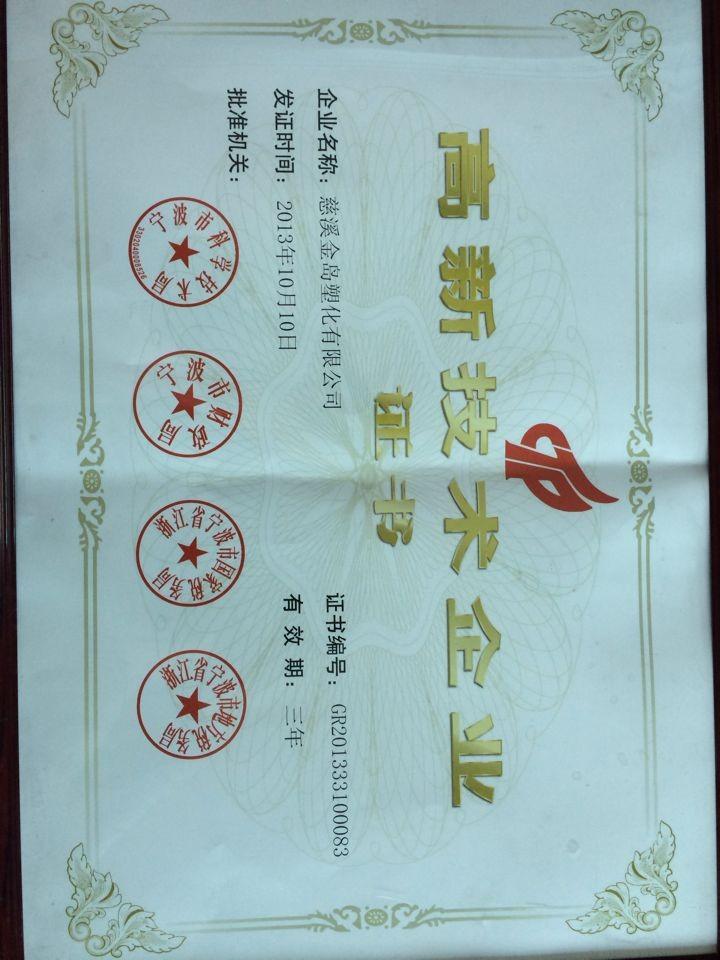 高新技术企业
证书
企业名称：慈溪金岛塑化有限公司
证书编号：GR201333100083
发证时间：2013年10月10日
有效期：三年
批准机关：
宁波市科学技术局
3302040008526
宁波市财政局
浙江省宁波市国家税务局
浙江省宁波市地方税务局